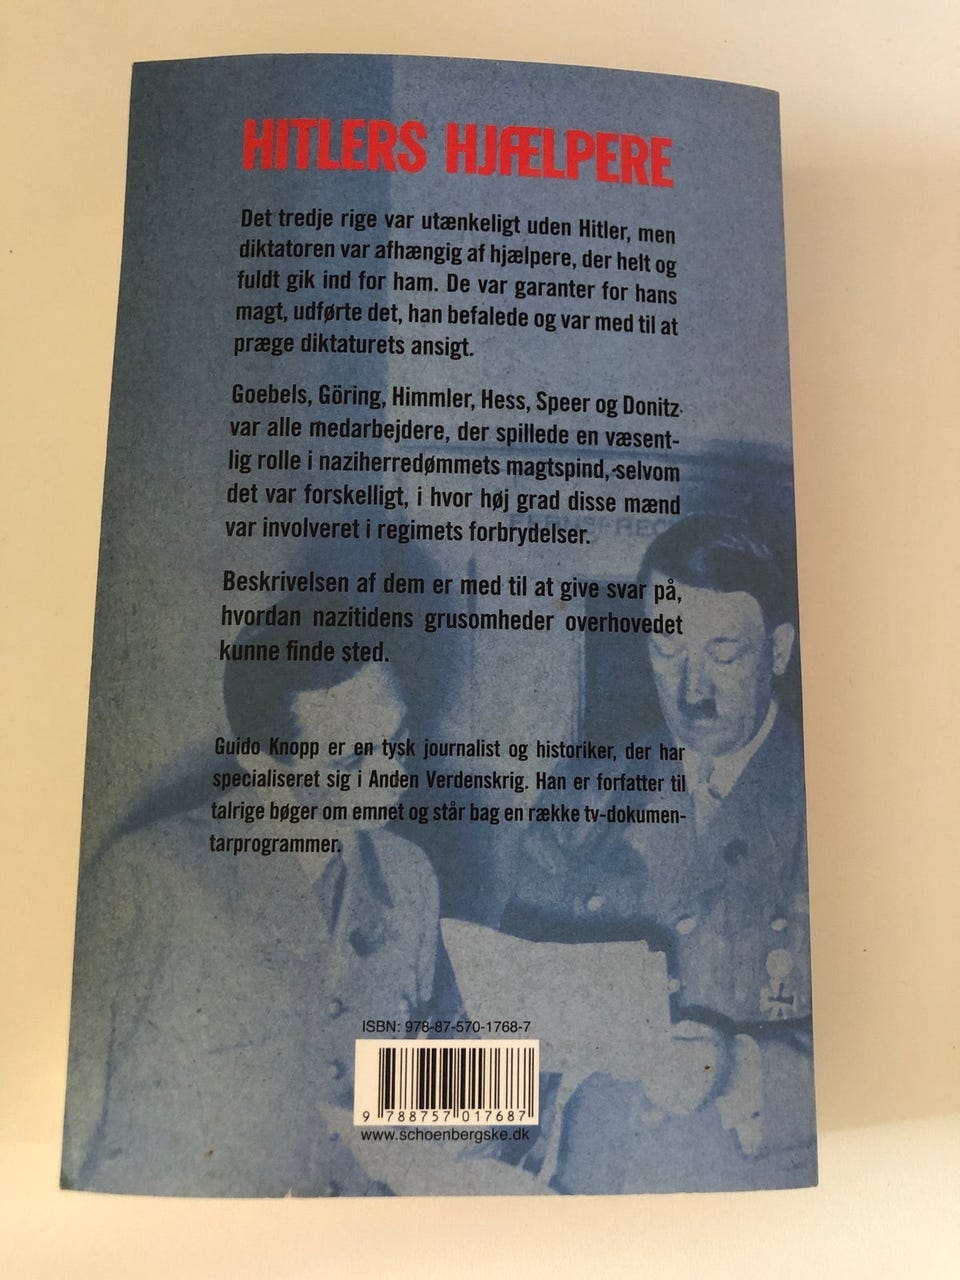 HITLERS HJÆLPERE
Det tredje rige var utænkeligt uden Hitler, men
diktatoren var afhængig af hjælpere, der helt og
fuldt gik ind for ham. De var garanter for hans
magt, udførte det, han befalede og var med til at
præge diktaturets ansigt.
Goebels, Göring, Himmler, Hess, Speer og Donitz
var alle medarbejdere, der spillede en væsent-
lig rolle i naziherredømmets magtspind, selvom
det var forskelligt, i hvor høj grad disse mænd
var involveret i regimets forbrydelser.
Beskrivelsen af dem er med til at give svar på,
hvordan nazitidens grusomheder overhovedet
kunne finde sted.
Guido Knopp er en tysk journalist og historiker, der har
specialiseret sig i Anden Verdenskrig. Han er forfatter til
talrige bøger om emnet og står bag en række tv-dokumen-
tarprogrammer.
ISBN: 978-87-570-1768-7
9 788757 017687
www.schoenbergske.dk